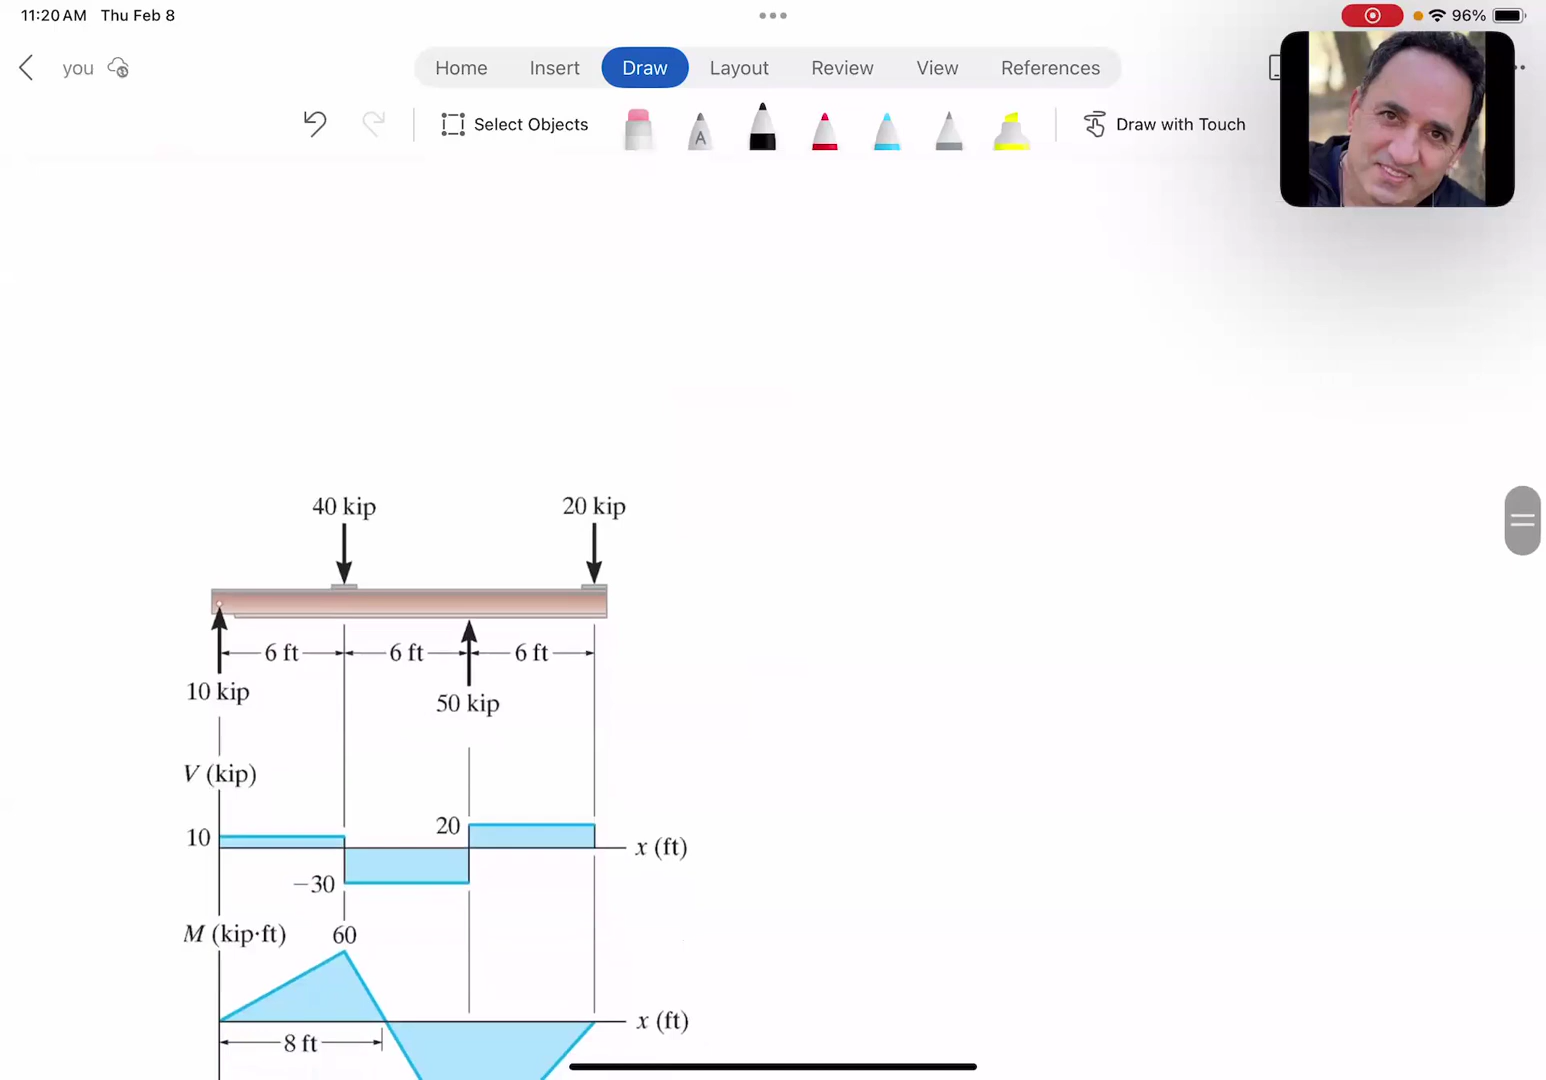 11:20 AM Thu Feb 8
96%
you
Home Insert Draw Layout Review View References
Select Objects
A
Draw with Touch
40 kip
20 kip
6 ft
6 ft
6 ft
10 kip
50 kip
V (kip)
10
20
x (ft)
−30
M (kip·ft)
60
x (ft)
8 ft